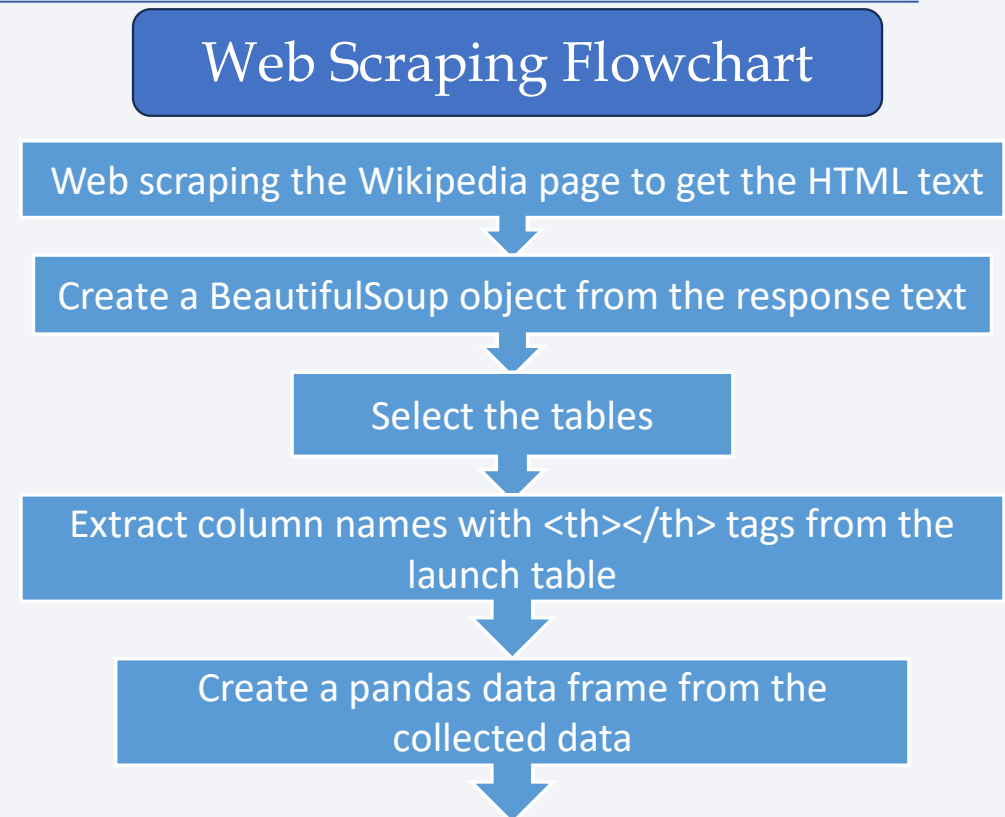 Web Scraping Flowchart
Web scraping the Wikipedia page to get the HTML text
Create a BeautifulSoup object from the response text
Select the tables
Extract column names with <th></th> tags from the
launch table
Create a pandas data frame from the
collected data